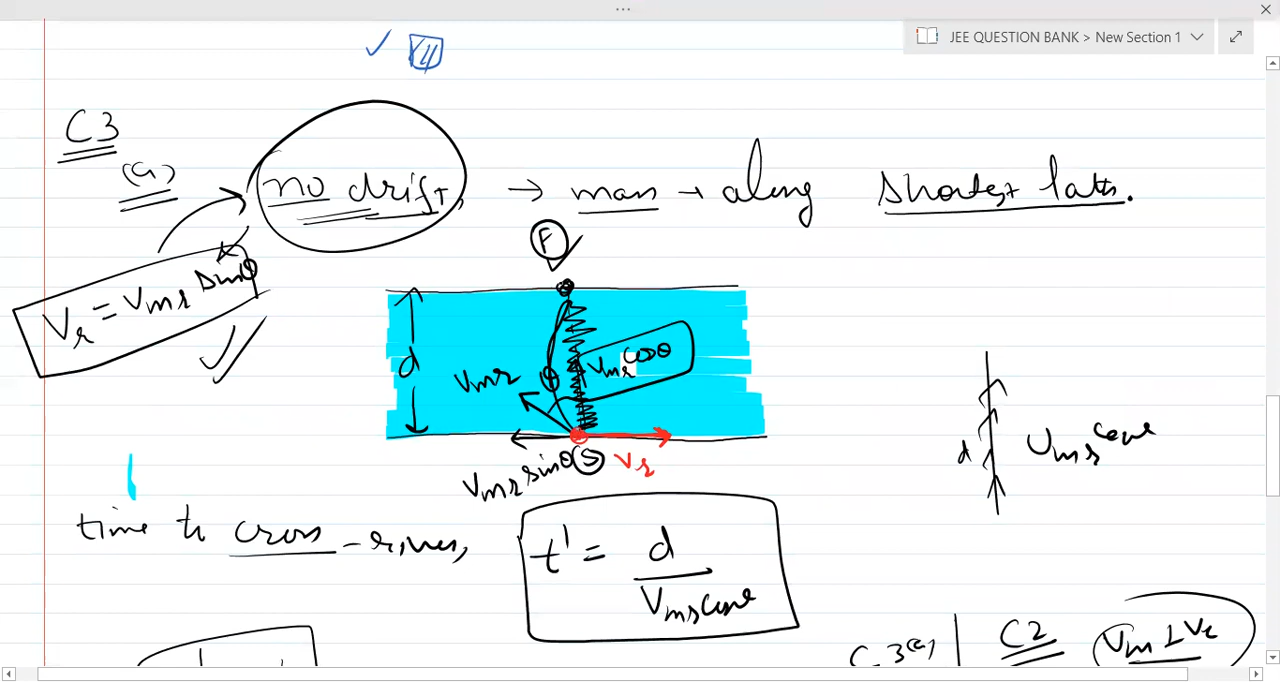 JEE QUESTION BANK > New Section 1
C3
(a)
no drift, → man → along shortest path.
Vr = Vmr sinθ
F
d
Vmr
θ
Vmr cosθ
Vmr sinθ
S
Vr
d
Vmr cosθ
time to cross river,
t' = d / Vmr cosθ
C3(a)
C2
Vm ⊥ Vr